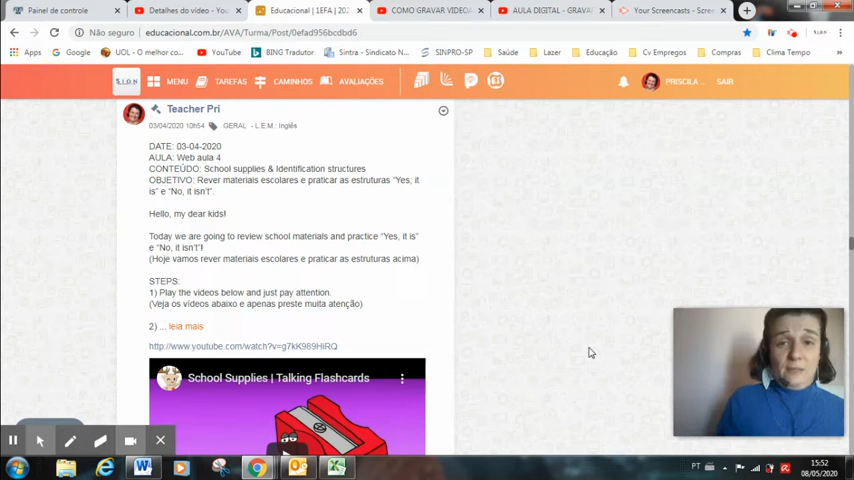 Painel de controle
Detalhes do vídeo - You
Educacional | 1EFA | 202
COMO GRAVAR VIDEOA
AULA DIGITAL - GRAVAN
Your Screencasts - Scree
Não seguro | educacional.com.br/AVA/Turma/Post/0efad956bcdbd6
Apps
Google
UOL - O melhor co...
YouTube
BING Tradutor
Sintra - Sindicato N...
SINPRO-SP
Saúde
Lazer
Educação
Cv Empregos
Compras
Clima Tempo
MENU
TAREFAS
CAMINHOS
AVALIAÇÕES
31
PRISCILA ...
SAIR
Teacher Pri
03/04/2020 10h54 GERAL - L.E.M.: Inglês
DATE: 03-04-2020
AULA: Web aula 4
CONTEÚDO: School supplies & Identification structures
OBJETIVO: Rever materiais escolares e praticar as estruturas “Yes, it
is” e “No, it isn’t”.
Hello, my dear kids!
Today we are going to review school materials and practice “Yes, it is”
e “No, it isn’t”!
(Hoje vamos rever materiais escolares e praticar as estruturas acima)
STEPS:
1) Play the videos below and just pay attention.
(Veja os vídeos abaixo e apenas preste muita atenção)
2) ... leia mais
http://www.youtube.com/watch?v=g7kK989HiRQ
School Supplies | Talking Flashcards
PT
15:52
08/05/2020